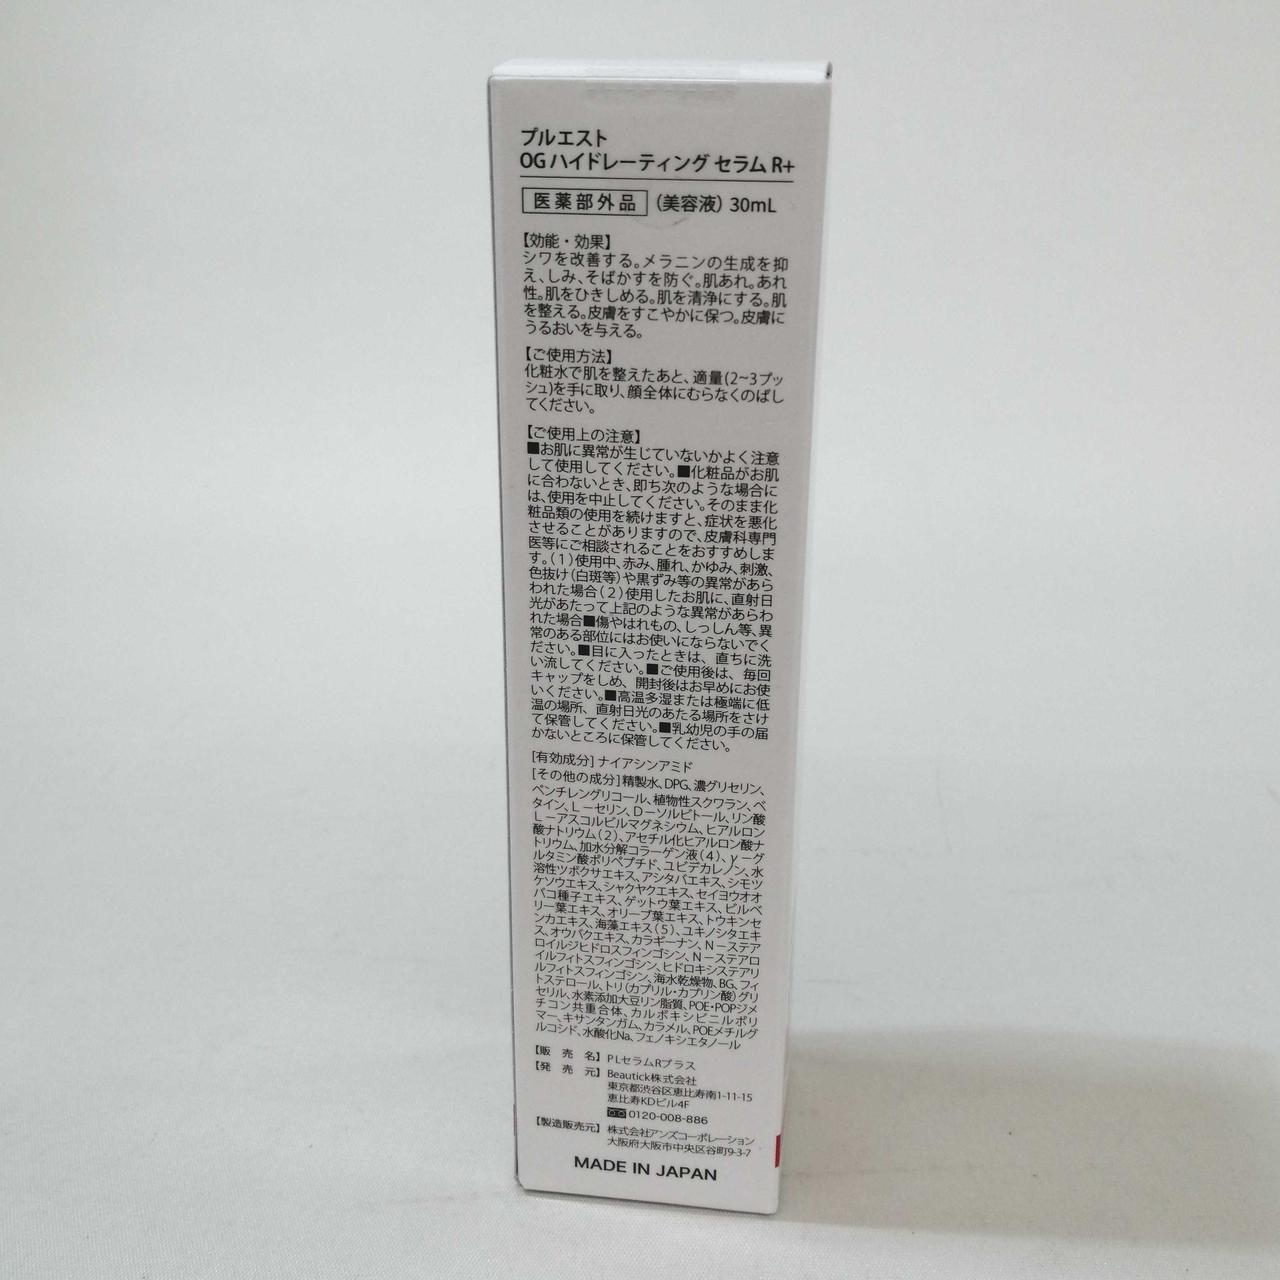 プルエスト
OG ハイドレーティング セラム R+
医薬部外品 （美容液） 30mL
【効能・効果】
シワを改善する。メラニンの生成を抑
え、しみ、そばかすを防ぐ。肌あれ。あれ
性。肌をひきしめる。肌を清浄にする。肌
を整える。皮膚をすこやかに保つ。皮膚に
うるおいを与える。
【ご使用方法】
化粧水で肌を整えたあと、適量(2~3プッ
シュ)を手に取り、顔全体にむらなくのばし
てください。
【ご使用上の注意】
■お肌に異常が生じていないかよく注意
して使用してください。■化粧品がお肌
に合わないとき、即ち次のような場合に
は、使用を中止してください。そのまま化
粧品類の使用を続けますと、症状を悪化
させることがありますので、皮膚科専門
医等にご相談されることをおすすめしま
す。（1）使用中、赤み、腫れ、かゆみ、刺激、
色抜け（白斑等）や黒ずみ等の異常があら
われた場合（2）使用したお肌に、直射日
光があたって上記のような異常があらわ
れた場合■傷やはれもの、しっしん等、異
常のある部位にはお使いにならないでく
ださい。■目に入ったときは、直ちに洗
い流してください。■ご使用後は、毎回
キャップをしめ、開封後はお早めにお使
いください。■高温多湿または極端に低
温の場所、直射日光のあたる場所をさけ
て保管してください。■乳幼児の手の届
かないところに保管してください。
[有効成分] ナイアシンアミド
[その他の成分] 精製水、DPG、濃グリセリン、
ペンチレングリコール、植物性スクワラン、ベ
タイン、L－セリン、D－ソルビトール、リン酸
L－アスコルビルマグネシウム、ヒアルロン
酸ナトリウム（2）、アセチル化ヒアルロン酸ナ
トリウム、加水分解コラーゲン液（4）、γ－グ
ルタミン酸ポリペプチド、ユビデカレノン、水
溶性ツボクサエキス、アシタバエキス、シモツ
ケソウエキス、シャクヤクエキス、セイヨウオオ
バコ種子エキス、ゲットウ葉エキス、ビルベ
リー葉エキス、オリーブ葉エキス、トウキンセ
ンカエキス、海藻エキス（5）、ユキノシタエキ
ス、オウバクエキス、カラギーナン、N－ステア
ロイルジヒドロスフィンゴシン、N－ステアロ
イルフィトスフィンゴシン、ヒドロキシステアリ
ルフィトスフィンゴシン、海水乾燥物、BG、フィ
トステロール、トリ（カプリル・カプリン酸）グリ
セリル、水素添加大豆リン脂質、POE・POPジメ
チコン共重合体、カルボキシビニルポリ
マー、キサンタンガム、カラメル、POEメチルグ
ルコシド、水酸化Na、フェノキシエタノール
【販 売 名】 PLセラムRプラス
【発 売 元】 Beautick株式会社
東京都渋谷区恵比寿南1-11-15
恵比寿KDビル4F
0120-008-886
【製造販売元】 株式会社アンズコーポレーション
大阪府大阪市中央区谷町9-3-7
MADE IN JAPAN